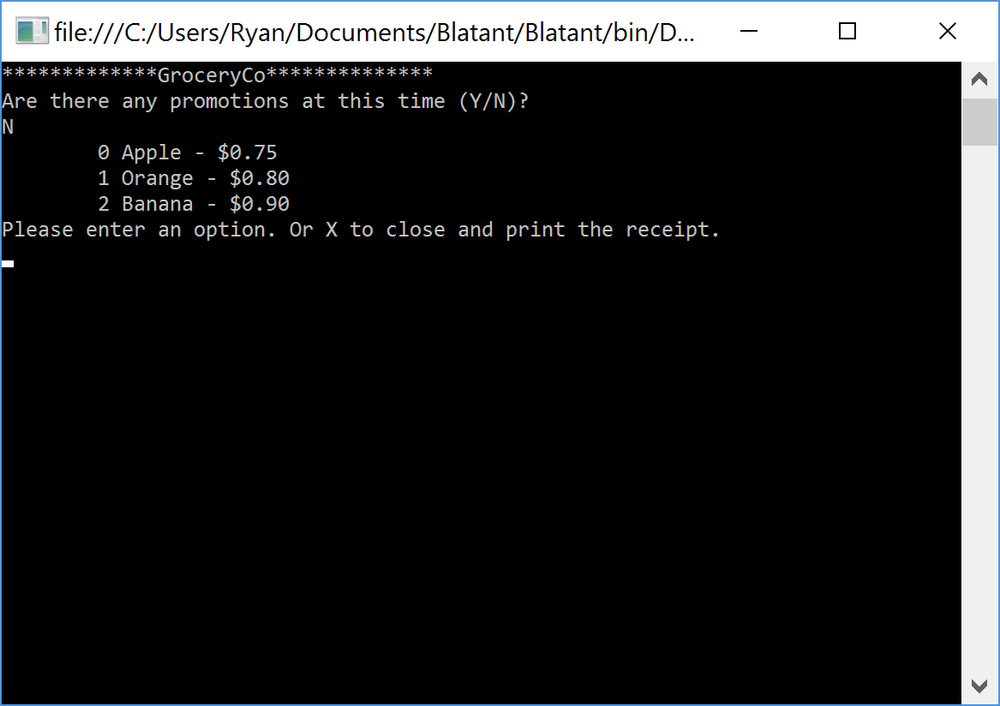 file:///C:/Users/Ryan/Documents/Blatant/Blatant/bin/D...
*************GroceryCo**************
Are there any promotions at this time (Y/N)?
N
0 Apple - $0.75
1 Orange - $0.80
2 Banana - $0.90
Please enter an option. Or X to close and print the receipt.